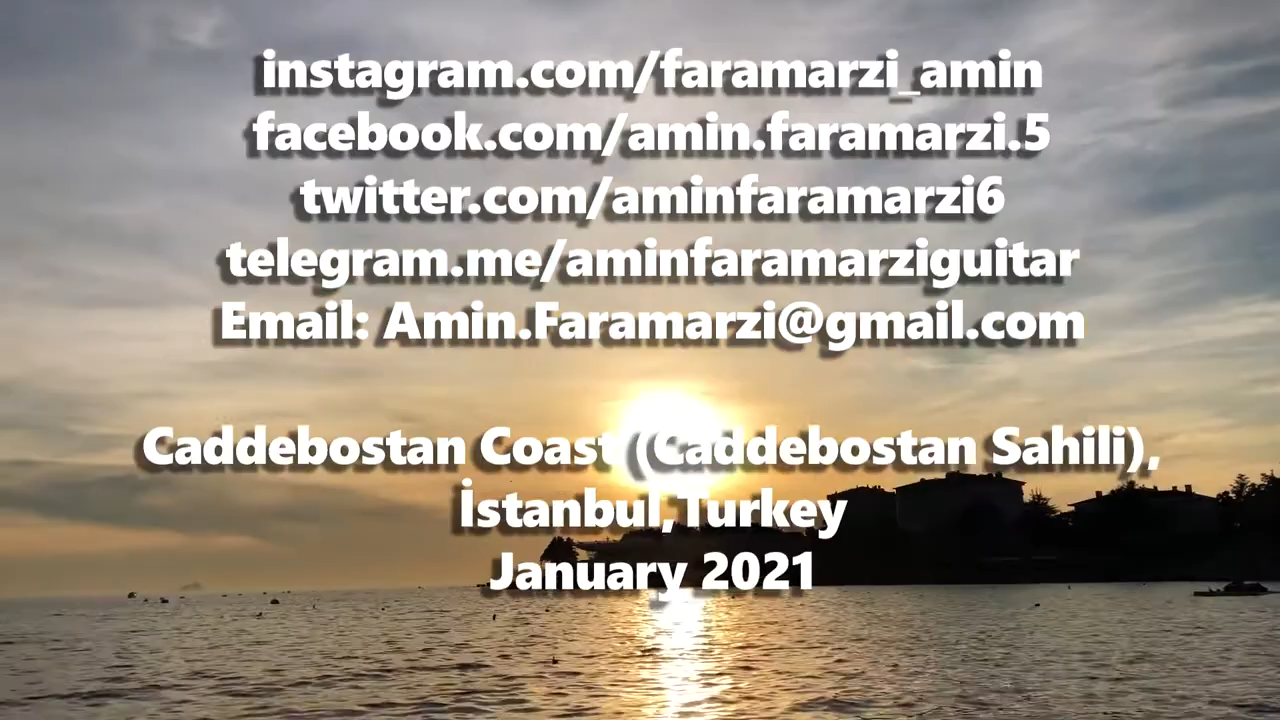 instagram.com/faramarzi_amin
facebook.com/amin.faramarzi.5
twitter.com/aminfaramarzi6
telegram.me/aminfaramarziguitar
Email: Amin.Faramarzi@gmail.com
Caddebostan Coast (Caddebostan Sahili),
İstanbul,Turkey
January 2021